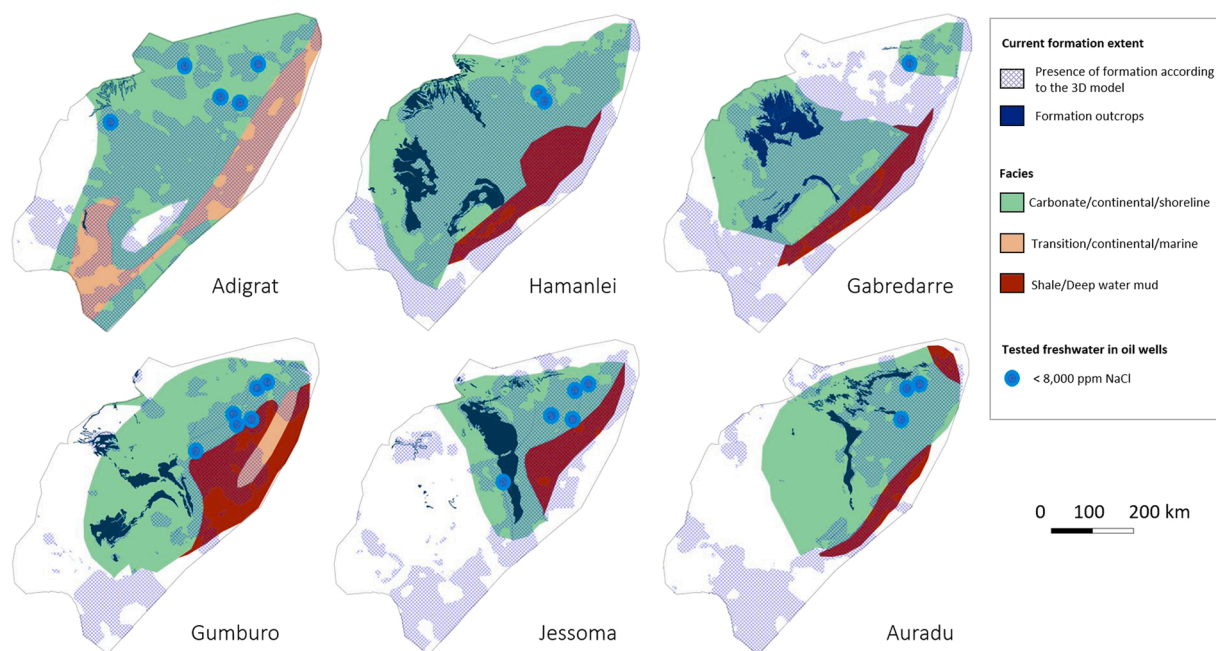 Adigrat
Hamanlei
Gabredarre
Gumburo
Jessoma
Auradu
Current formation extent
Presence of formation according
to the 3D model
Formation outcrops
Facies
Carbonate/continental/shoreline
Transition/continental/marine
Shale/Deep water mud
Tested freshwater in oil wells
< 8,000 ppm NaCl
0 100 200 km